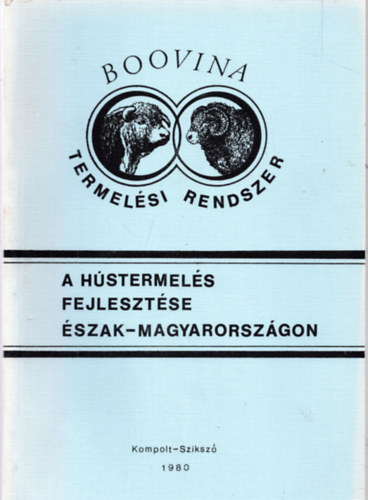 BOOVINA
TERMELÉSI RENDSZER
A HÚSTERMELÉS
FEJLESZTÉSE
ÉSZAK-MAGYARORSZÁGON
Kompolt-Szikszó
1980